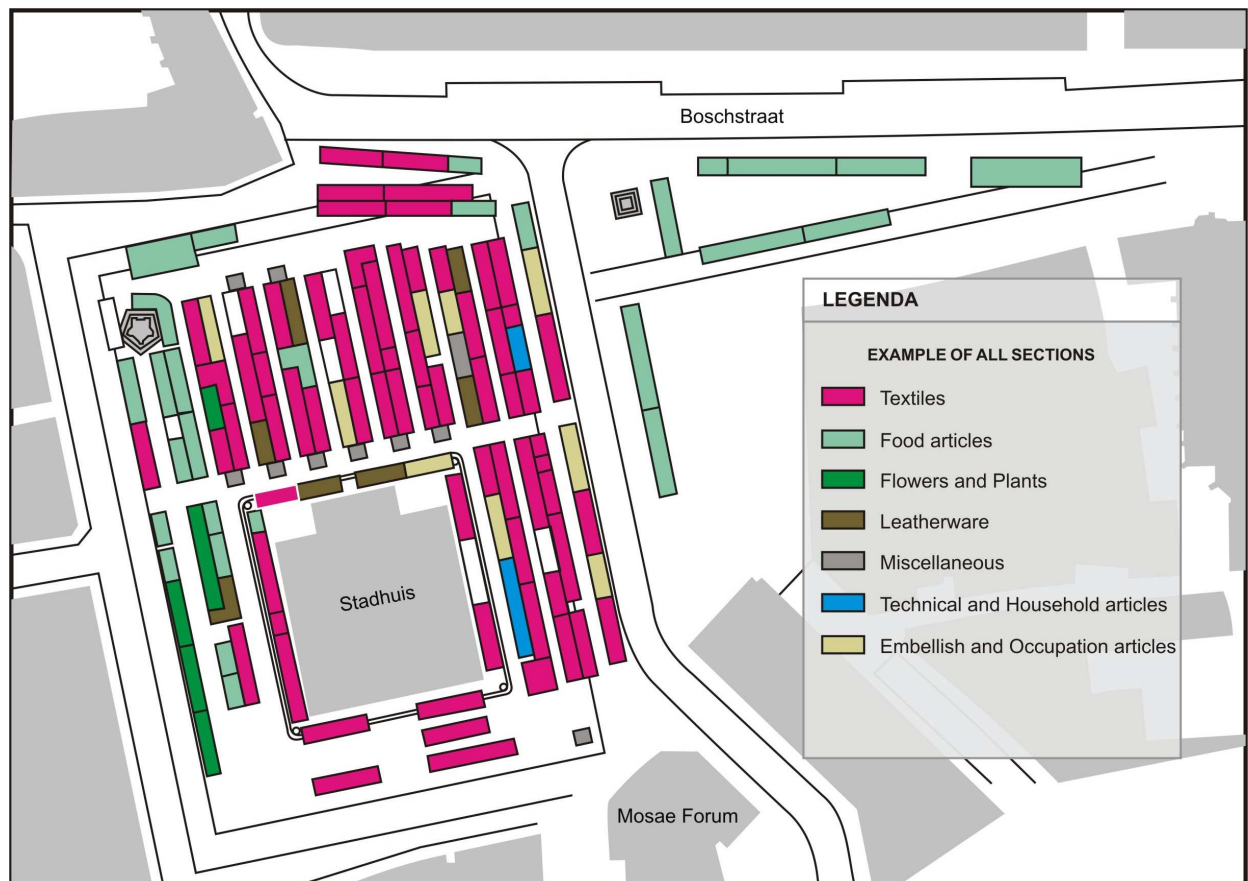 Boschstraat
LEGENDA
EXAMPLE OF ALL SECTIONS
Textiles
Food articles
Flowers and Plants
Leatherware
Miscellaneous
Technical and Household articles
Embellish and Occupation articles
Stadhuis
Mosae Forum